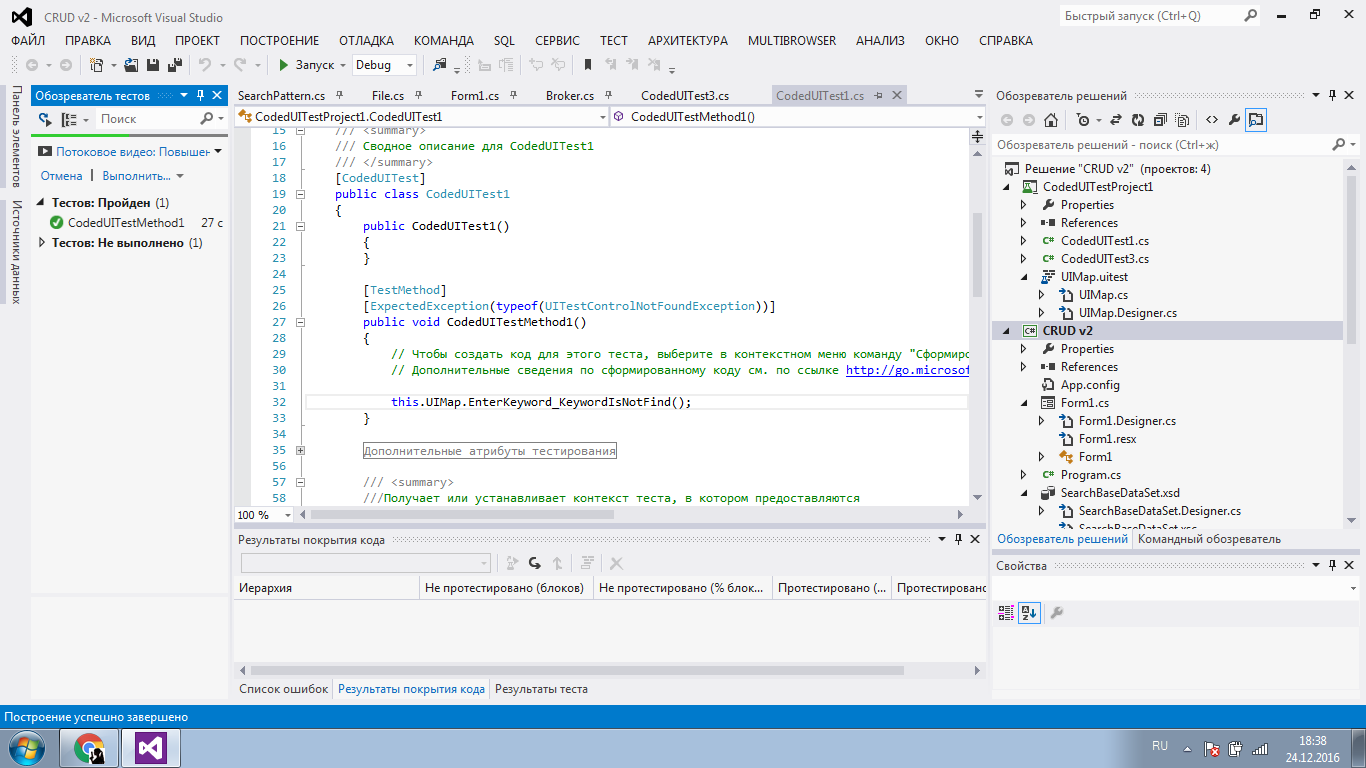 CRUD v2 - Microsoft Visual Studio
Быстрый запуск (Ctrl+Q)
ФАЙЛ ПРАВКА ВИД ПРОЕКТ ПОСТРОЕНИЕ ОТЛАДКА КОМАНДА SQL СЕРВИС ТЕСТ АРХИТЕКТУРА MULTIBROWSER АНАЛИЗ ОКНО СПРАВКА
Запуск Debug
Панель элементов
Источники данных
Обозреватель тестов
Поиск
Потоковое видео: Повышен
Отмена Выполнить...
Тестов: Пройден (1)
CodedUITestMethod1 27 с
Тестов: Не выполнено (1)
SearchPattern.cs File.cs Form1.cs Broker.cs CodedUITest3.cs CodedUITest1.cs
CodedUITestProject1.CodedUITest1 CodedUITestMethod1()
15 /// <summary>
16 /// Сводное описание для CodedUITest1
17 /// </summary>
18 [CodedUITest]
19 public class CodedUITest1
20 {
21 public CodedUITest1()
22 {
23 }
24
25 [TestMethod]
26 [ExpectedException(typeof(UITestControlNotFoundException))]
27 public void CodedUITestMethod1()
28 {
29 // Чтобы создать код для этого теста, выберите в контекстном меню команду "Сформиро
30 // Дополнительные сведения по сформированному коду см. по ссылке http://go.microsof
31
32 this.UIMap.EnterKeyword_KeywordIsNotFind();
33 }
34
35 Дополнительные атрибуты тестирования
56
57 /// <summary>
58 ///Получает или устанавливает контекст теста, в котором предоставляются
100 %
Результаты покрытия кода
Иерархия Не протестировано (блоков) Не протестировано (% блок... Протестировано (... Протестировано
Список ошибок Результаты покрытия кода Результаты теста
Обозреватель решений
Обозреватель решений - поиск (Ctrl+ж)
Решение "CRUD v2" (проектов: 4)
CodedUITestProject1
Properties
References
CodedUITest1.cs
CodedUITest3.cs
UIMap.uitest
UIMap.cs
UIMap.Designer.cs
CRUD v2
Properties
References
App.config
Form1.cs
Form1.Designer.cs
Form1.resx
Form1
Program.cs
SearchBaseDataSet.xsd
SearchBaseDataSet.Designer.cs
SearchBaseDataSet.xsc
Обозреватель решений Командный обозреватель
Свойства
Построение успешно завершено
RU
18:38
24.12.2016